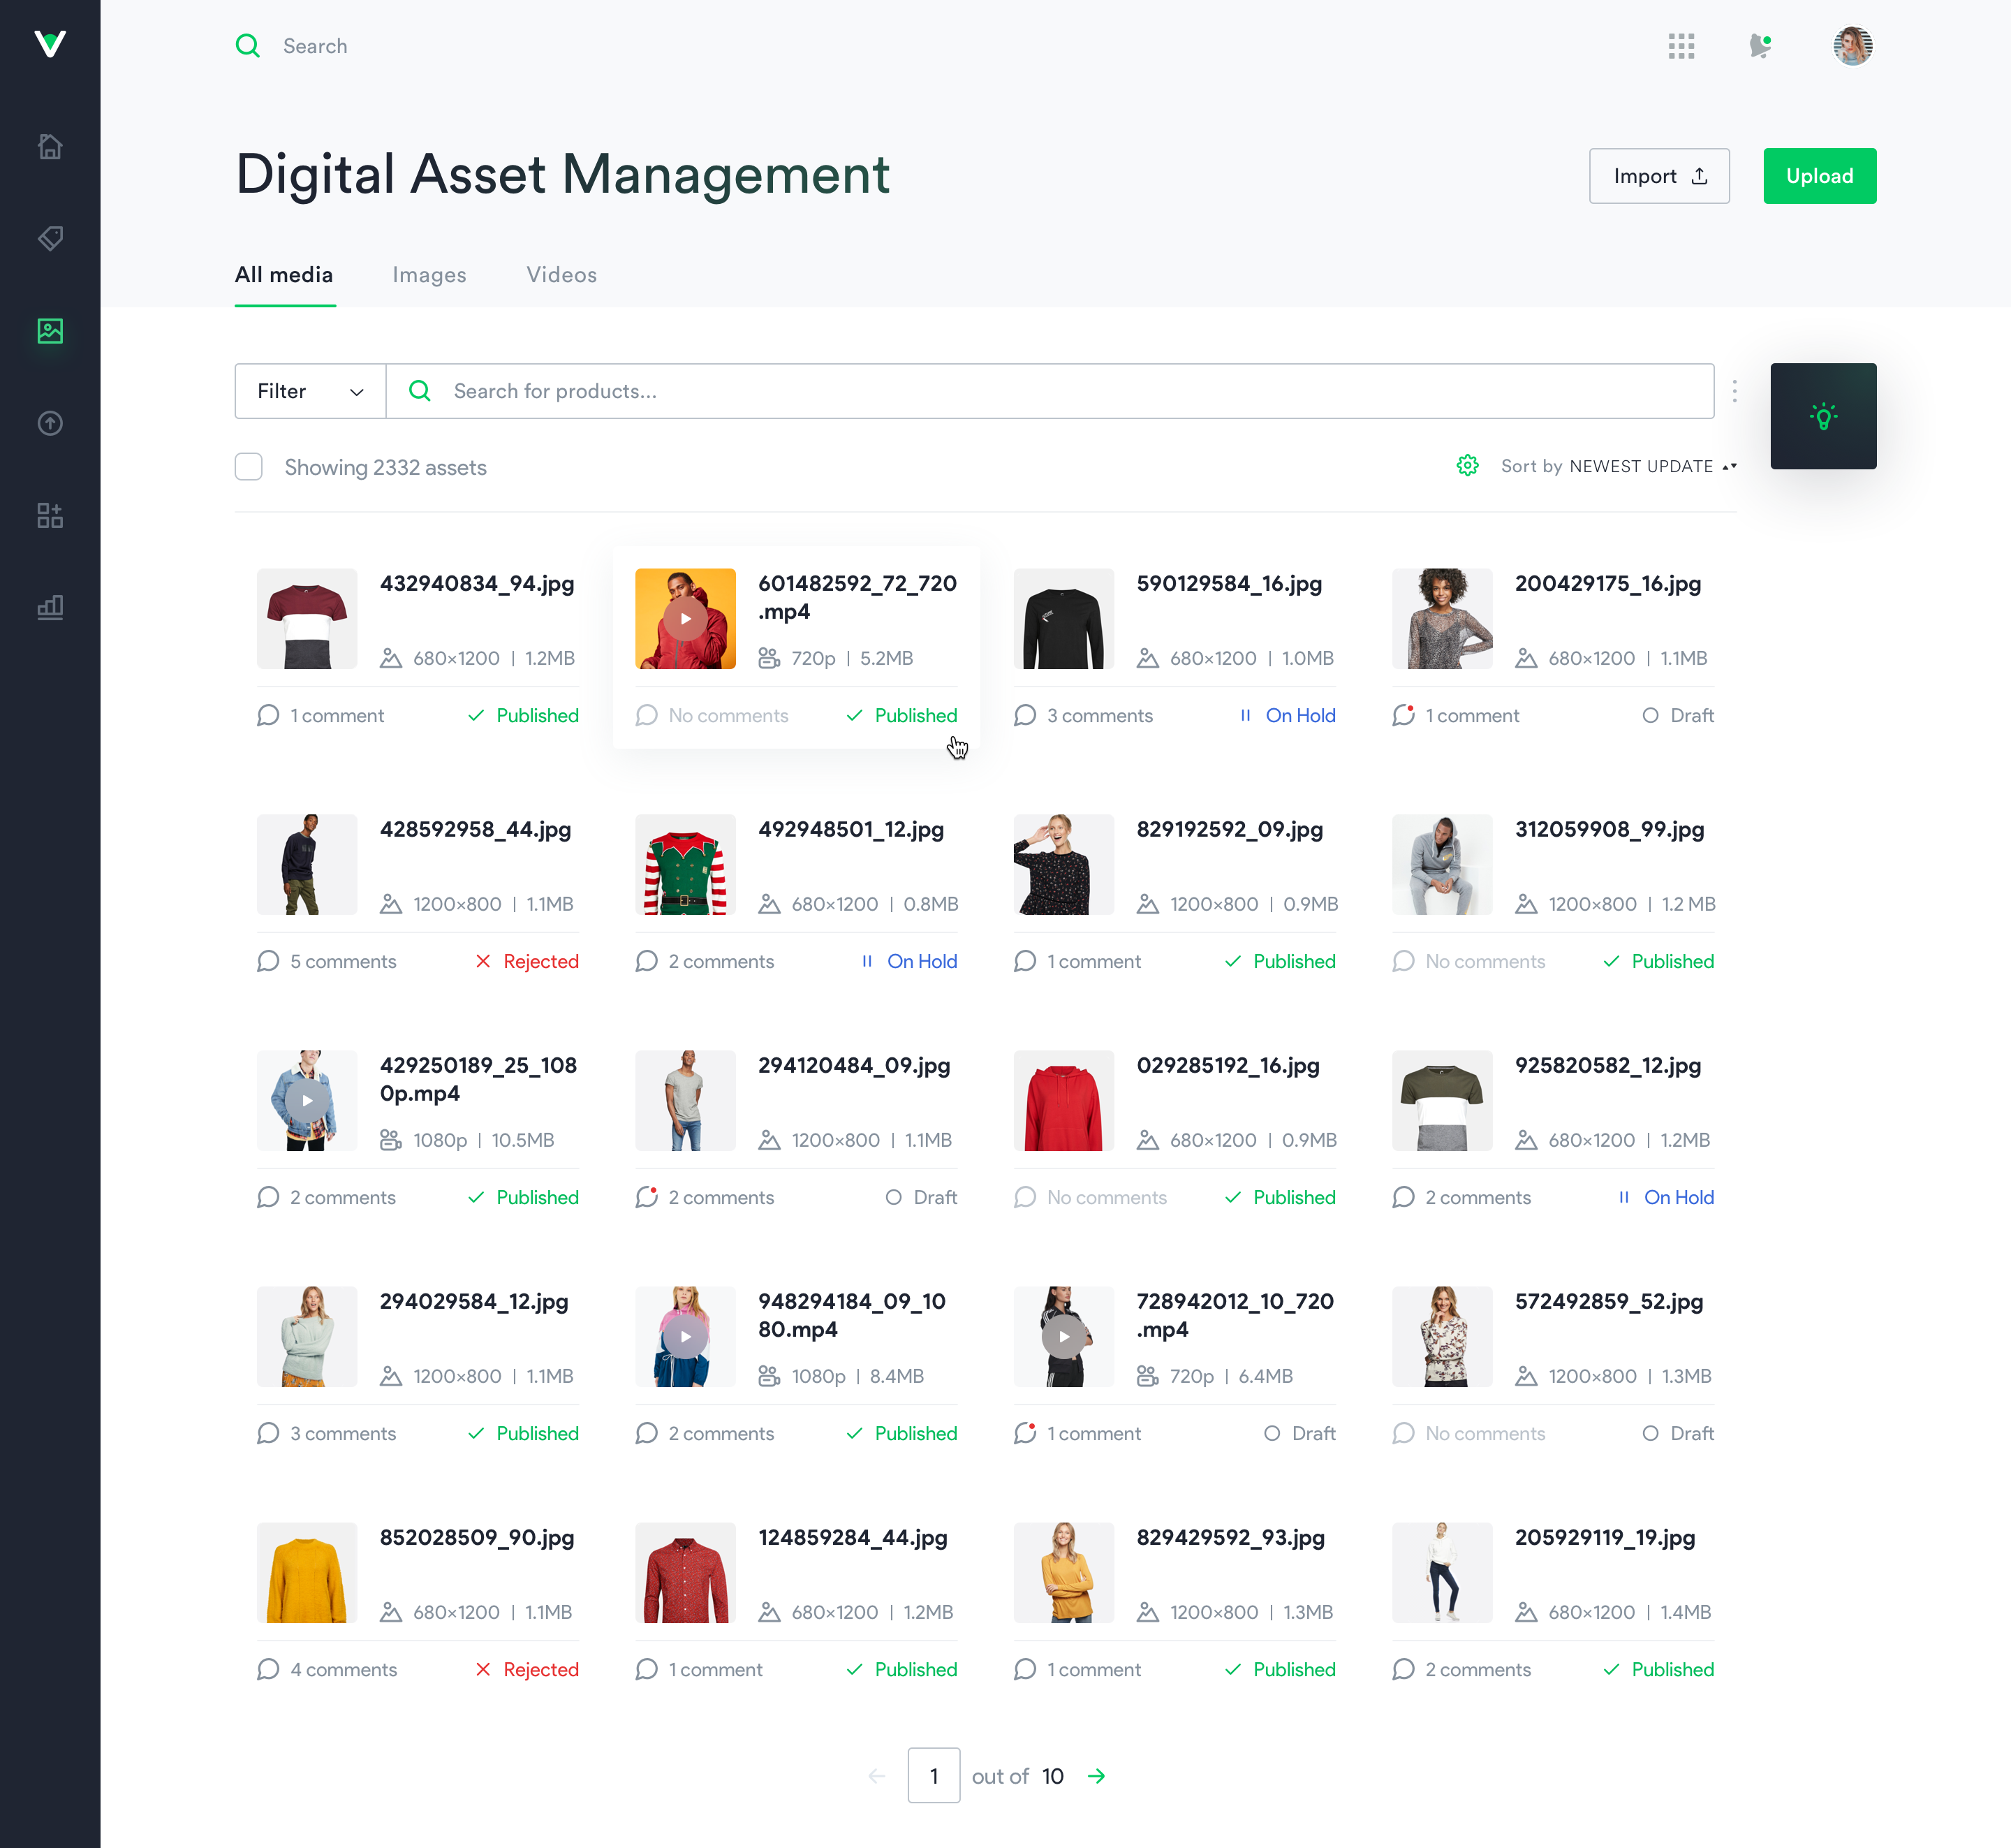 Search
Digital Asset Management
Import
Upload
All media
Images
Videos
Filter
Search for products...
Showing 2332 assets
Sort by NEWEST UPDATE
432940834_94.jpg
680×1200 | 1.2MB
1 comment
Published
601482592_72_720
.mp4
720p | 5.2MB
No comments
Published
590129584_16.jpg
680×1200 | 1.0MB
3 comments
On Hold
200429175_16.jpg
680×1200 | 1.1MB
1 comment
Draft
428592958_44.jpg
1200×800 | 1.1MB
5 comments
Rejected
492948501_12.jpg
680×1200 | 0.8MB
2 comments
On Hold
829192592_09.jpg
1200×800 | 0.9MB
1 comment
Published
312059908_99.jpg
1200×800 | 1.2 MB
No comments
Published
429250189_25_108
0p.mp4
1080p | 10.5MB
2 comments
Published
294120484_09.jpg
1200×800 | 1.1MB
2 comments
Draft
029285192_16.jpg
680×1200 | 0.9MB
No comments
Published
925820582_12.jpg
680×1200 | 1.2MB
2 comments
On Hold
294029584_12.jpg
1200×800 | 1.1MB
3 comments
Published
948294184_09_10
80.mp4
1080p | 8.4MB
2 comments
Published
728942012_10_720
.mp4
720p | 6.4MB
1 comment
Draft
572492859_52.jpg
1200×800 | 1.3MB
No comments
Draft
852028509_90.jpg
680×1200 | 1.1MB
4 comments
Rejected
124859284_44.jpg
680×1200 | 1.2MB
1 comment
Published
829429592_93.jpg
1200×800 | 1.3MB
1 comment
Published
205929119_19.jpg
680×1200 | 1.4MB
2 comments
Published
1 out of 10